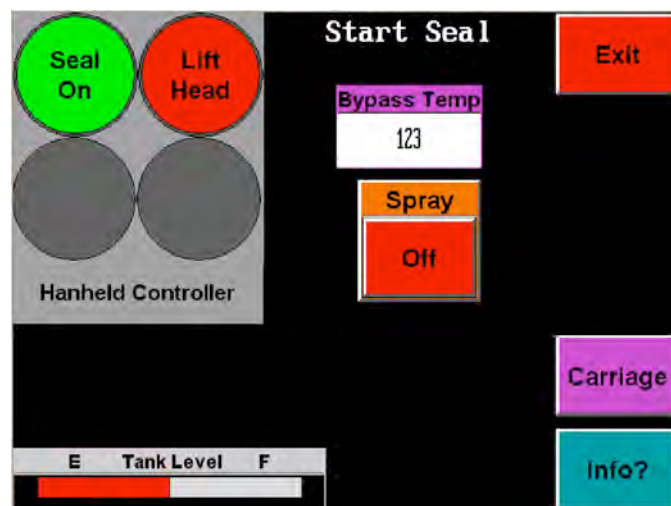 Start Seal
Seal
On
Lift
Head
Exit
Bypass Temp
123
Spray
Off
Hanheld Controller
Carriage
E Tank Level F
Info?